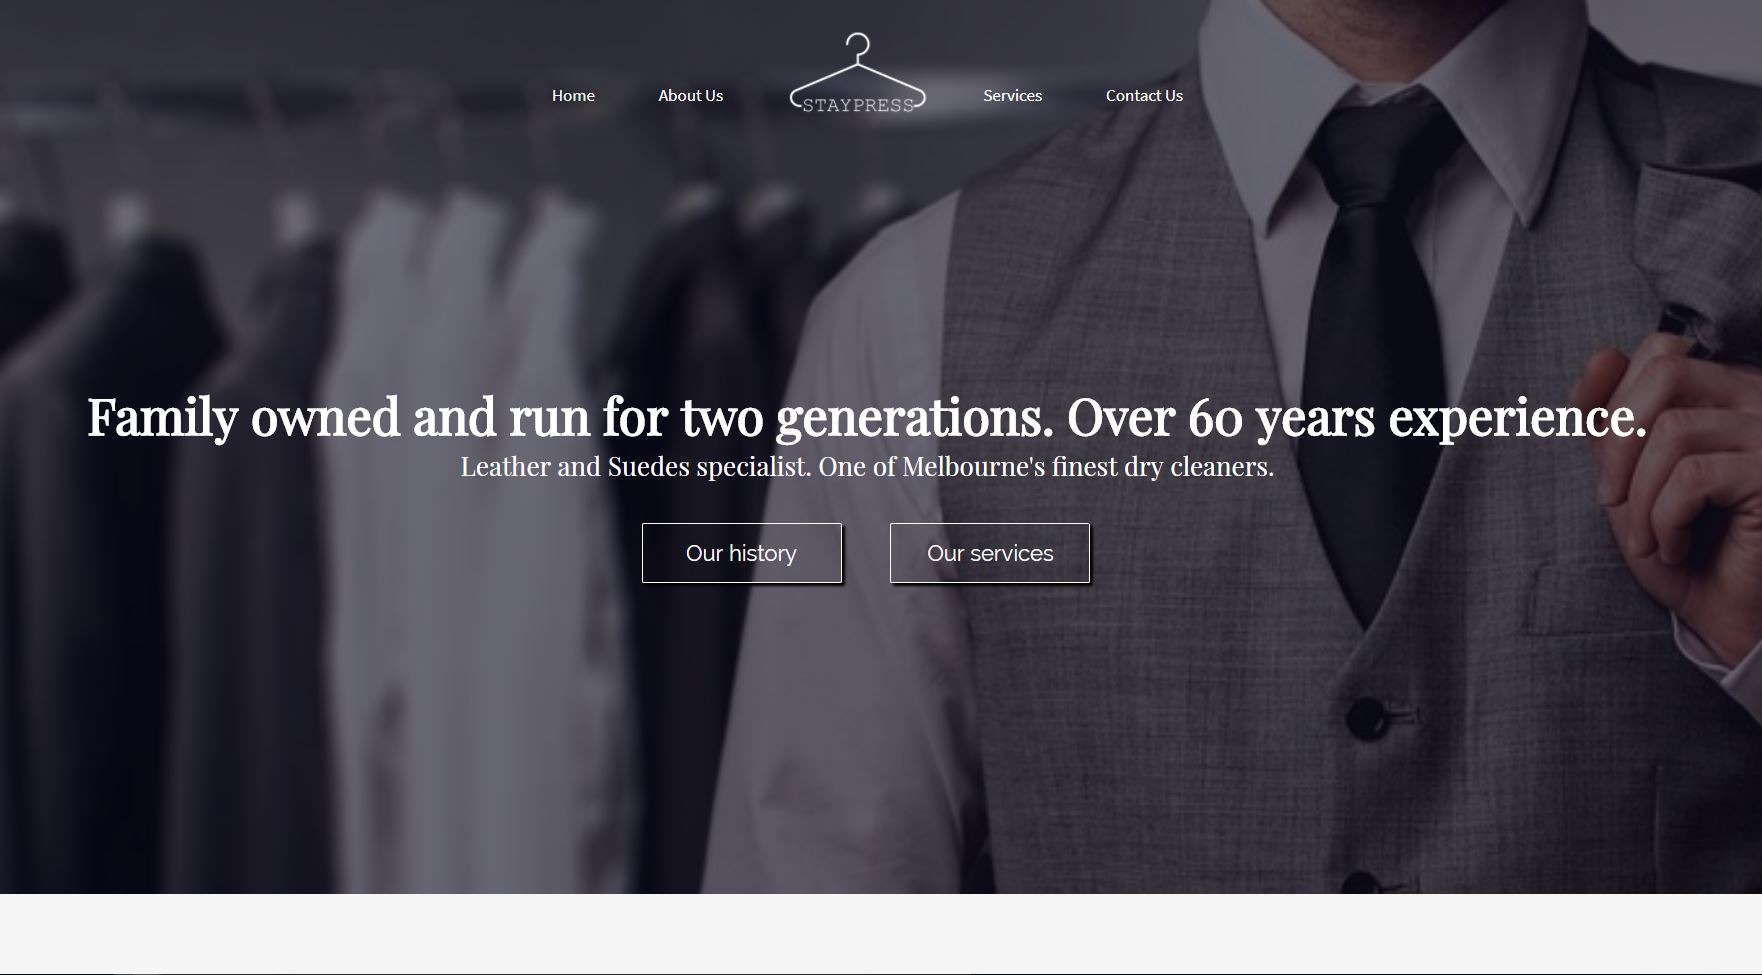 Home About Us STAYPRESS Services Contact Us
Family owned and run for two generations. Over 60 years experience.
Leather and Suedes specialist. One of Melbourne's finest dry cleaners.
Our history Our services